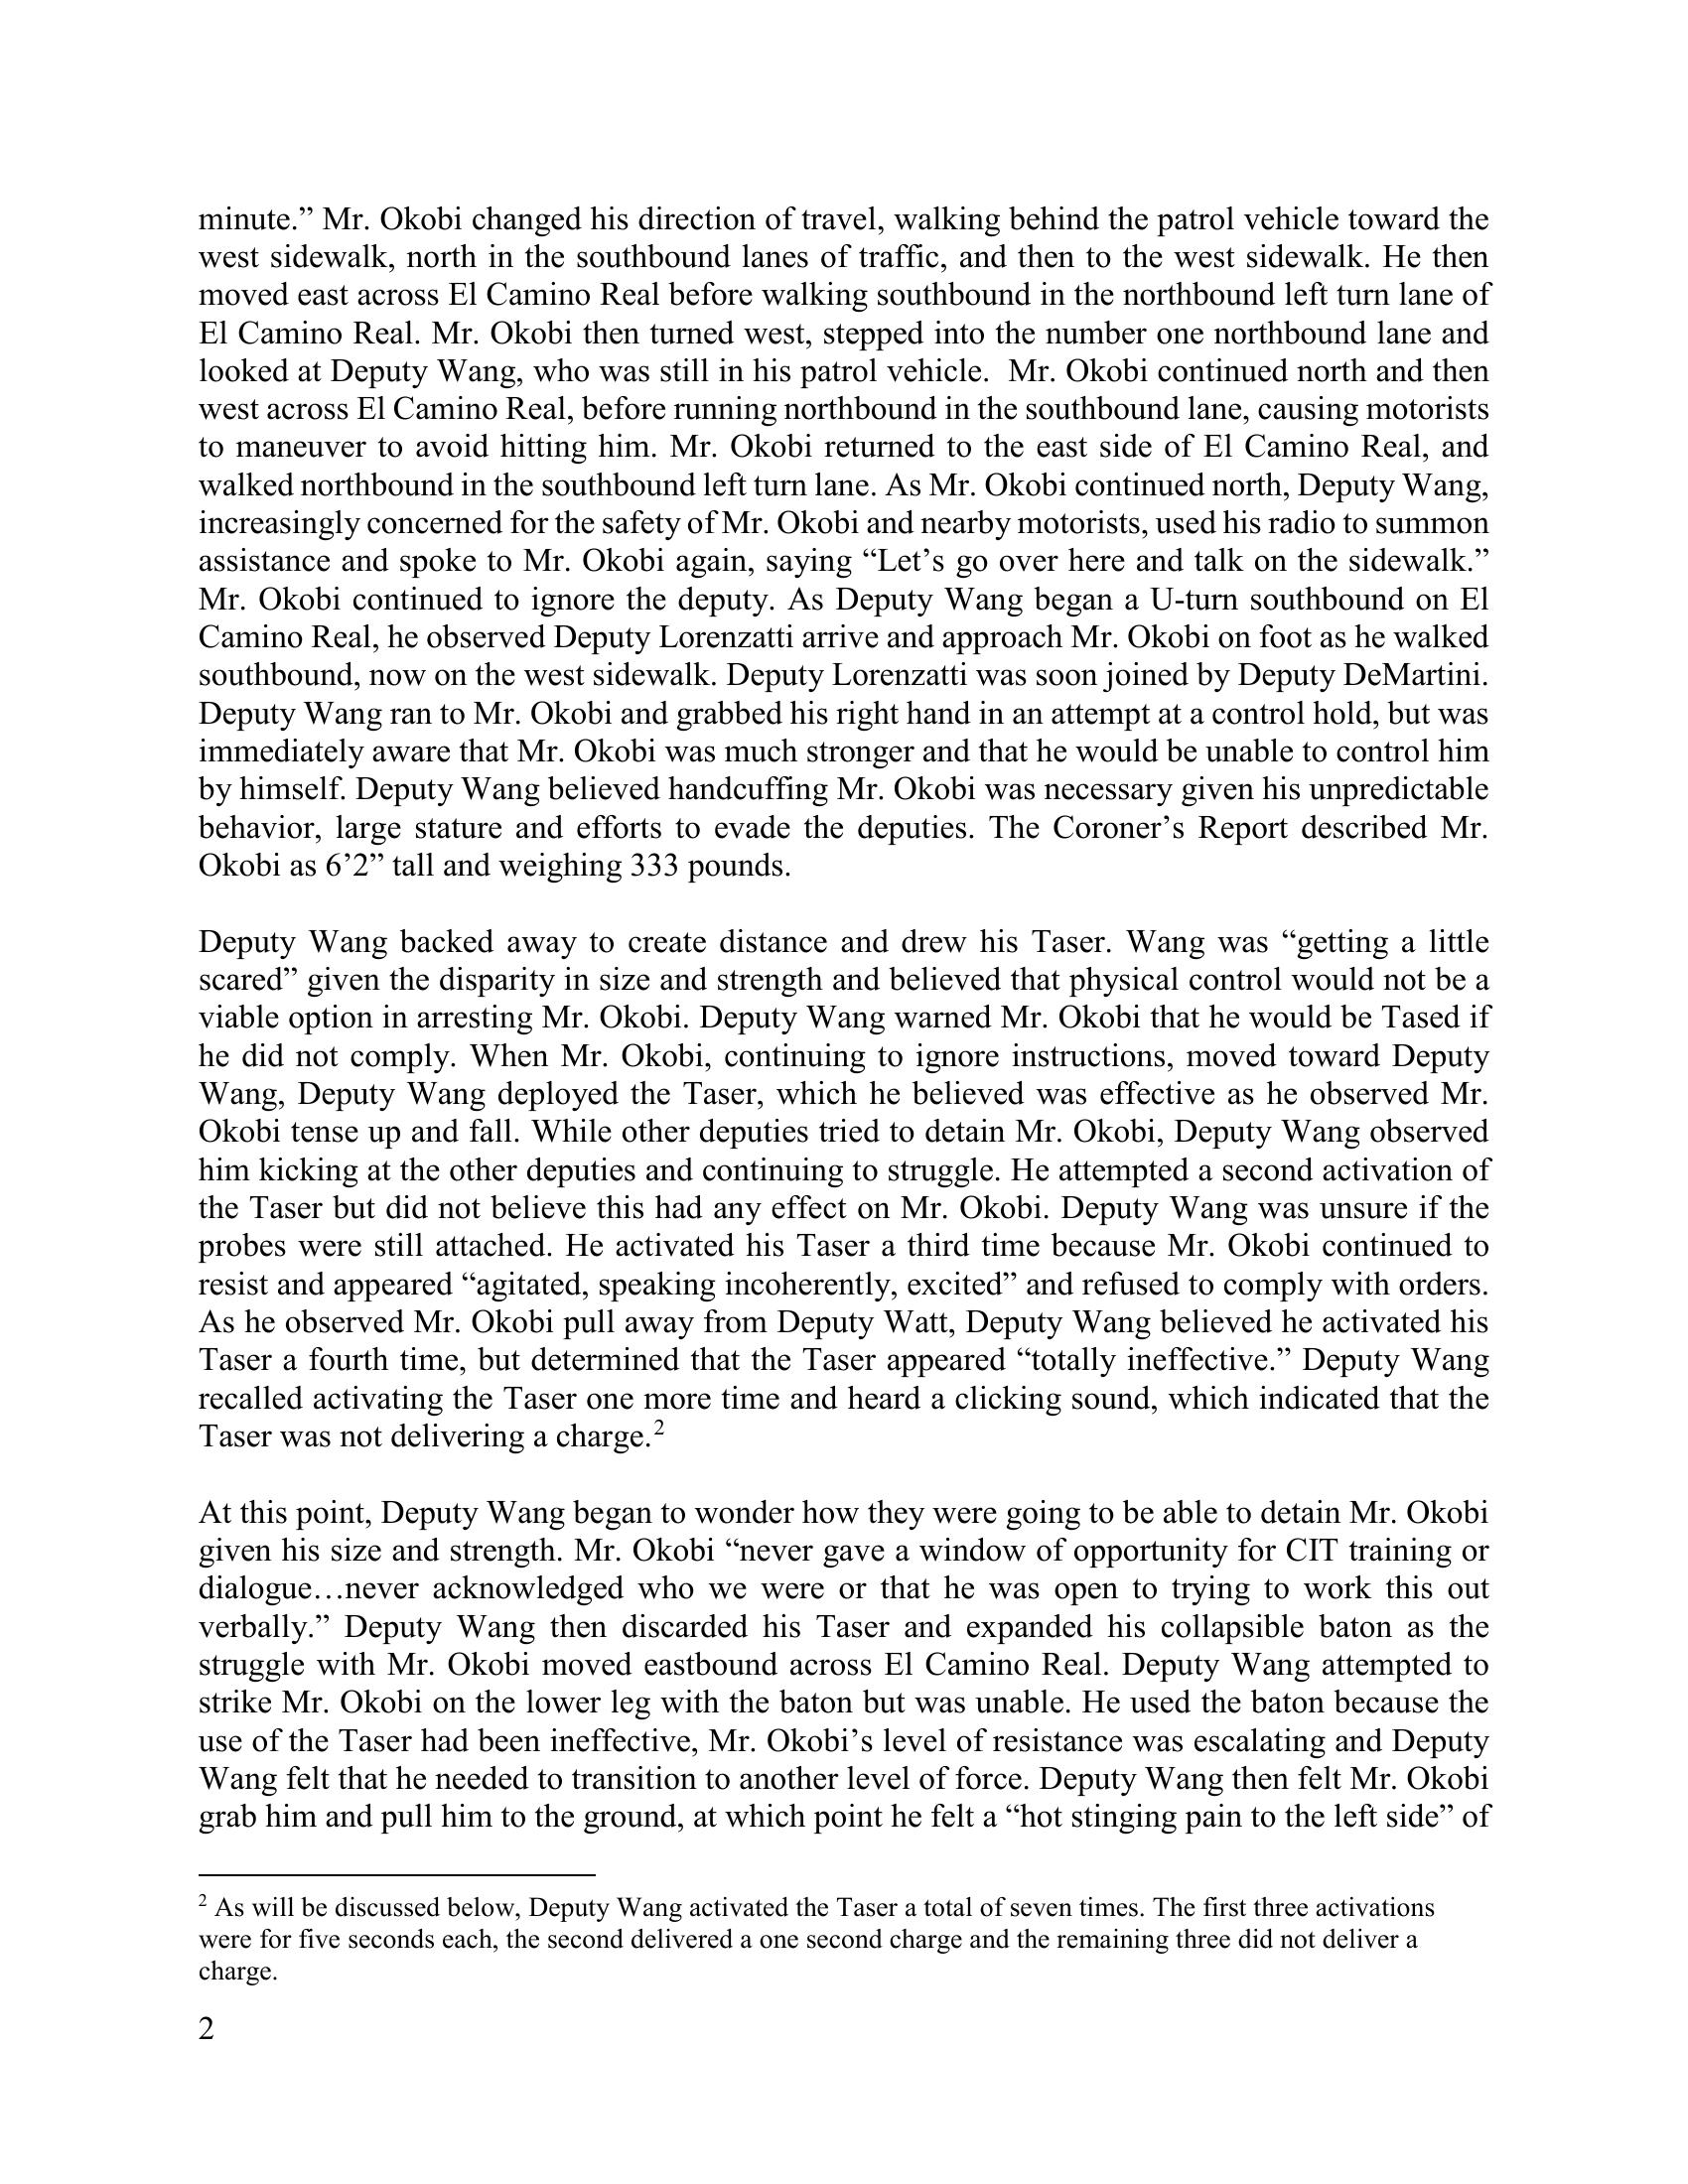 minute.” Mr. Okobi changed his direction of travel, walking behind the patrol vehicle toward the
west sidewalk, north in the southbound lanes of traffic, and then to the west sidewalk. He then
moved east across El Camino Real before walking southbound in the northbound left turn lane of
El Camino Real. Mr. Okobi then turned west, stepped into the number one northbound lane and
looked at Deputy Wang, who was still in his patrol vehicle.  Mr. Okobi continued north and then
west across El Camino Real, before running northbound in the southbound lane, causing motorists
to maneuver to avoid hitting him. Mr. Okobi returned to the east side of El Camino Real, and
walked northbound in the southbound left turn lane. As Mr. Okobi continued north, Deputy Wang,
increasingly concerned for the safety of Mr. Okobi and nearby motorists, used his radio to summon
assistance and spoke to Mr. Okobi again, saying “Let’s go over here and talk on the sidewalk.”
Mr. Okobi continued to ignore the deputy. As Deputy Wang began a U-turn southbound on El
Camino Real, he observed Deputy Lorenzatti arrive and approach Mr. Okobi on foot as he walked
southbound, now on the west sidewalk. Deputy Lorenzatti was soon joined by Deputy DeMartini.
Deputy Wang ran to Mr. Okobi and grabbed his right hand in an attempt at a control hold, but was
immediately aware that Mr. Okobi was much stronger and that he would be unable to control him
by himself. Deputy Wang believed handcuffing Mr. Okobi was necessary given his unpredictable
behavior, large stature and efforts to evade the deputies. The Coroner’s Report described Mr.
Okobi as 6’2” tall and weighing 333 pounds.

Deputy Wang backed away to create distance and drew his Taser. Wang was “getting a little
scared” given the disparity in size and strength and believed that physical control would not be a
viable option in arresting Mr. Okobi. Deputy Wang warned Mr. Okobi that he would be Tased if
he did not comply. When Mr. Okobi, continuing to ignore instructions, moved toward Deputy
Wang, Deputy Wang deployed the Taser, which he believed was effective as he observed Mr.
Okobi tense up and fall. While other deputies tried to detain Mr. Okobi, Deputy Wang observed
him kicking at the other deputies and continuing to struggle. He attempted a second activation of
the Taser but did not believe this had any effect on Mr. Okobi. Deputy Wang was unsure if the
probes were still attached. He activated his Taser a third time because Mr. Okobi continued to
resist and appeared “agitated, speaking incoherently, excited” and refused to comply with orders.
As he observed Mr. Okobi pull away from Deputy Watt, Deputy Wang believed he activated his
Taser a fourth time, but determined that the Taser appeared “totally ineffective.” Deputy Wang
recalled activating the Taser one more time and heard a clicking sound, which indicated that the
Taser was not delivering a charge.2

At this point, Deputy Wang began to wonder how they were going to be able to detain Mr. Okobi
given his size and strength. Mr. Okobi “never gave a window of opportunity for CIT training or
dialogue…never acknowledged who we were or that he was open to trying to work this out
verbally.” Deputy Wang then discarded his Taser and expanded his collapsible baton as the
struggle with Mr. Okobi moved eastbound across El Camino Real. Deputy Wang attempted to
strike Mr. Okobi on the lower leg with the baton but was unable. He used the baton because the
use of the Taser had been ineffective, Mr. Okobi’s level of resistance was escalating and Deputy
Wang felt that he needed to transition to another level of force. Deputy Wang then felt Mr. Okobi
grab him and pull him to the ground, at which point he felt a “hot stinging pain to the left side” of

2 As will be discussed below, Deputy Wang activated the Taser a total of seven times. The first three activations
were for five seconds each, the second delivered a one second charge and the remaining three did not deliver a
charge.

2